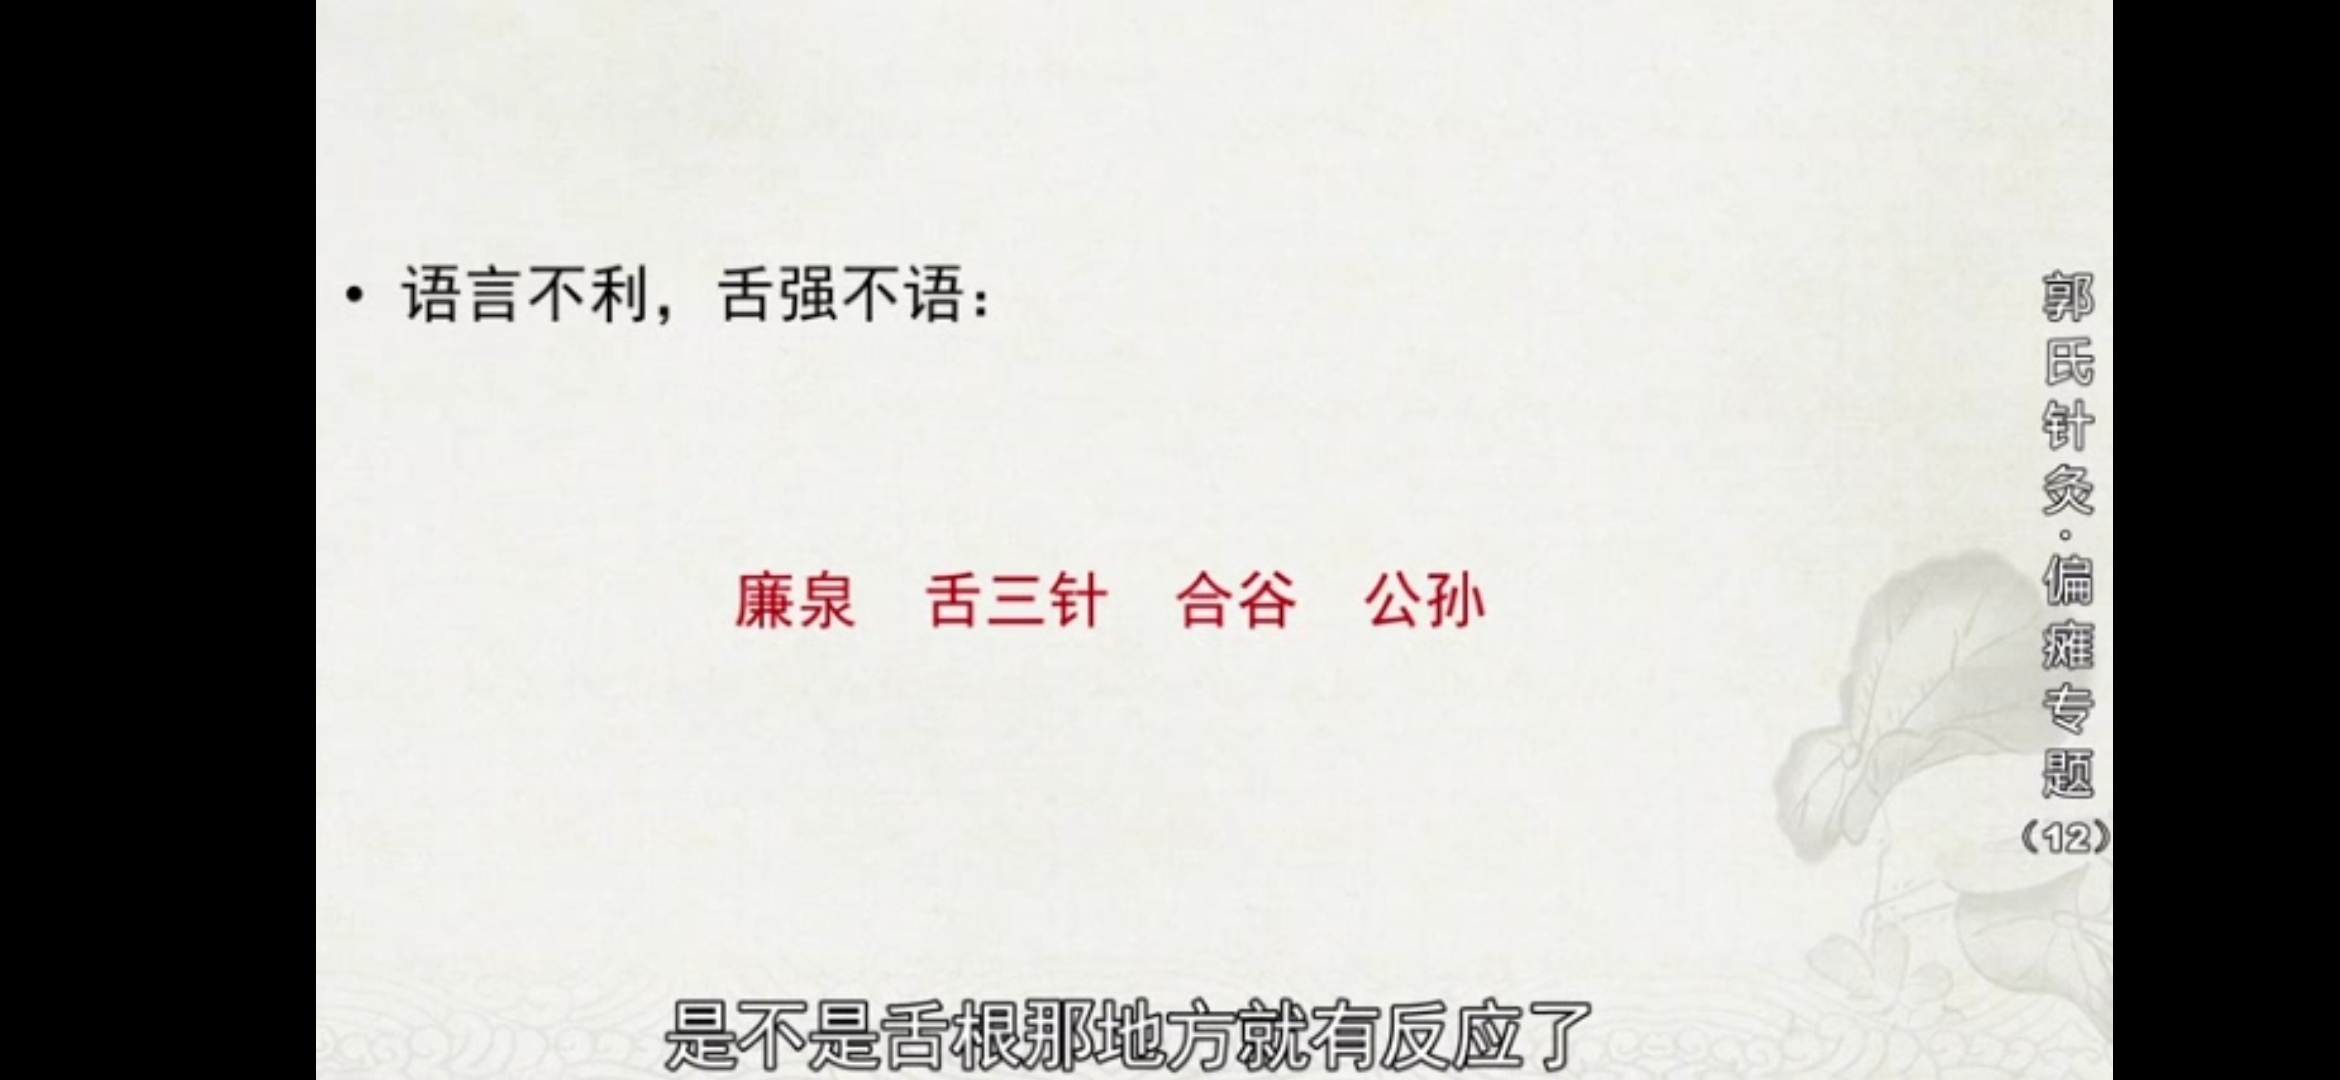 • 语言不利，舌强不语：
廉泉 舌三针 合谷 公孙
郭氏针灸·偏瘫专题（12）
是不是舌根那地方就有反应了